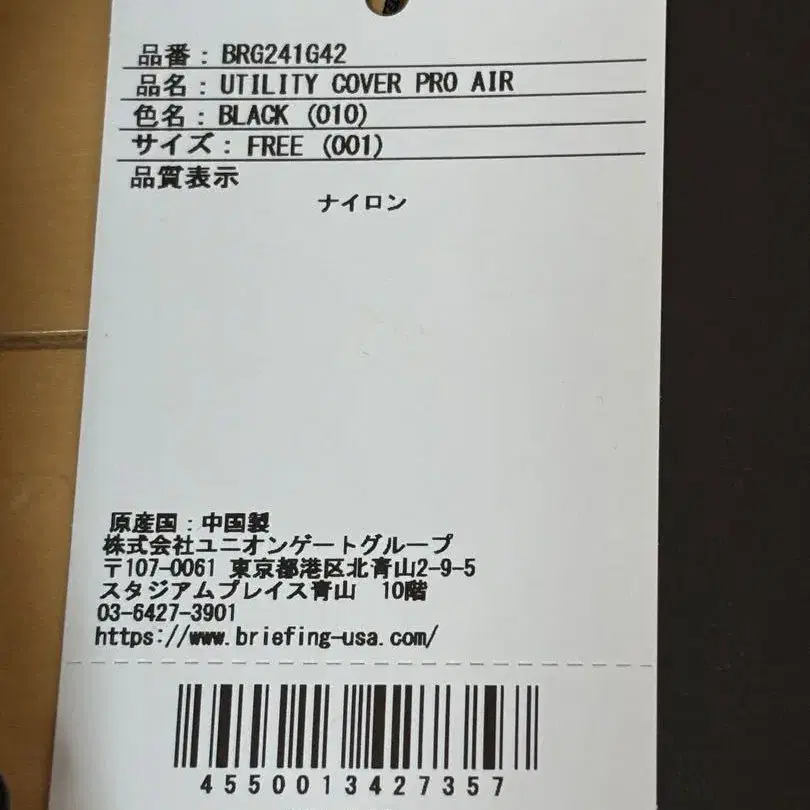 品番：BRG241G42
品名：UTILITY COVER PRO AIR
色名：BLACK (010)
サイズ：FREE (001)
品質表示
ナイロン
原産国：中国製
株式会社ユニオンゲートグループ
〒107-0061 東京都港区北青山2-9-5
スタジアムプレイス青山　10階
03-6427-3901
https://www.briefing-usa.com/
4550013427357